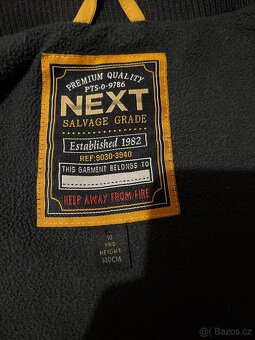 PREMIUM QUALITY
PTS-0-9786
NEXT
SALVAGE GRADE
Established 1982
REF:9030-3940
THIS GARMENT BELONGS TO
KEEP AWAY FROM FIRE
10
YRS
HEIGHT
140CM
Bazoš.cz